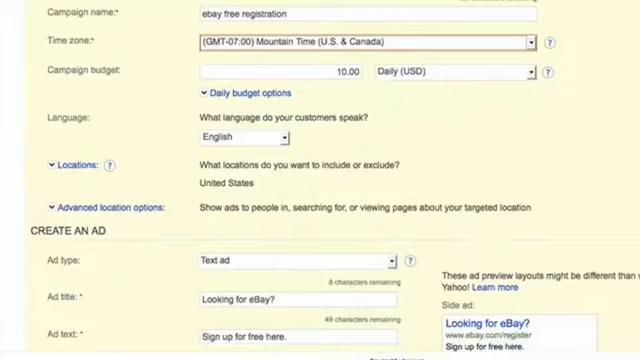 Campaign name:* ebay free registration
Time zone:* (GMT-07:00) Mountain Time (U.S. & Canada) ?
Campaign budget: 10.00 Daily (USD) ?
Daily budget options
Language: What language do your customers speak?
English
Locations: ? What locations do you want to include or exclude?
United States
Advanced location options: Show ads to people in, searching for, or viewing pages about your targeted location
CREATE AN AD
Ad type: Text ad ?
These ad preview layouts might be different than
Yahoo! Learn more
8 characters remaining
Ad title: * Looking for eBay?
Side ad:
49 characters remaining
Looking for eBay?
www.ebay.com/register
Ad text: * Sign up for free here.
Sign up for free here.